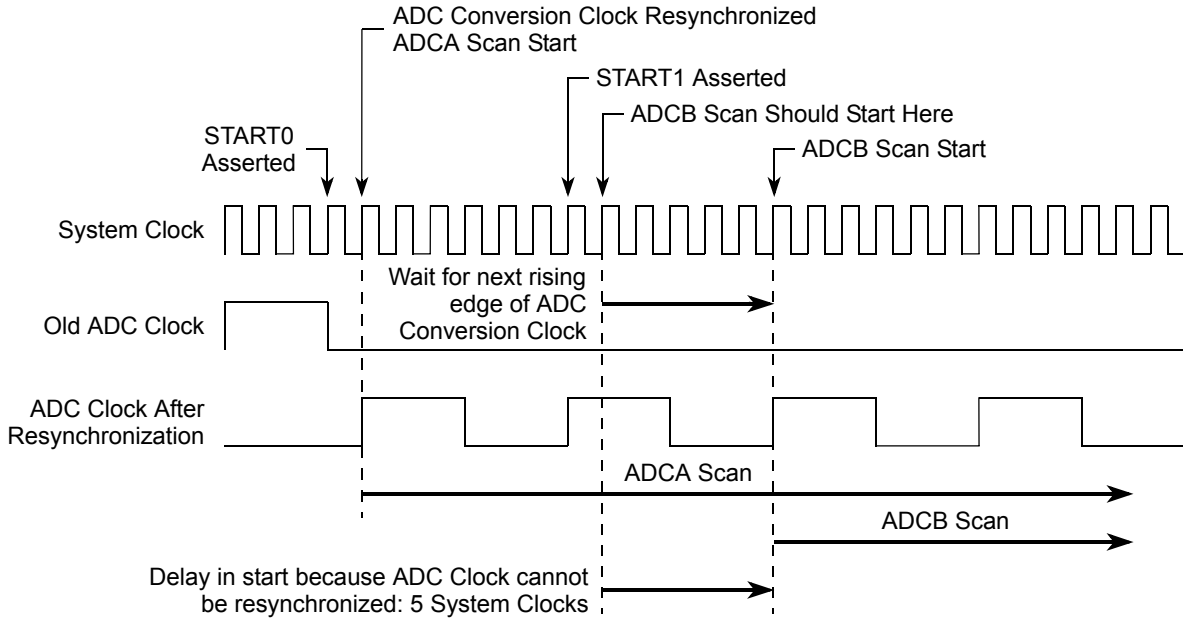 ADC Conversion Clock Resynchronized
ADCA Scan Start
START1 Asserted
ADCB Scan Should Start Here
START0
Asserted
ADCB Scan Start
System Clock
Wait for next rising
edge of ADC
Conversion Clock
Old ADC Clock
ADC Clock After
Resynchronization
ADCA Scan
ADCB Scan
Delay in start because ADC Clock cannot
be resynchronized: 5 System Clocks